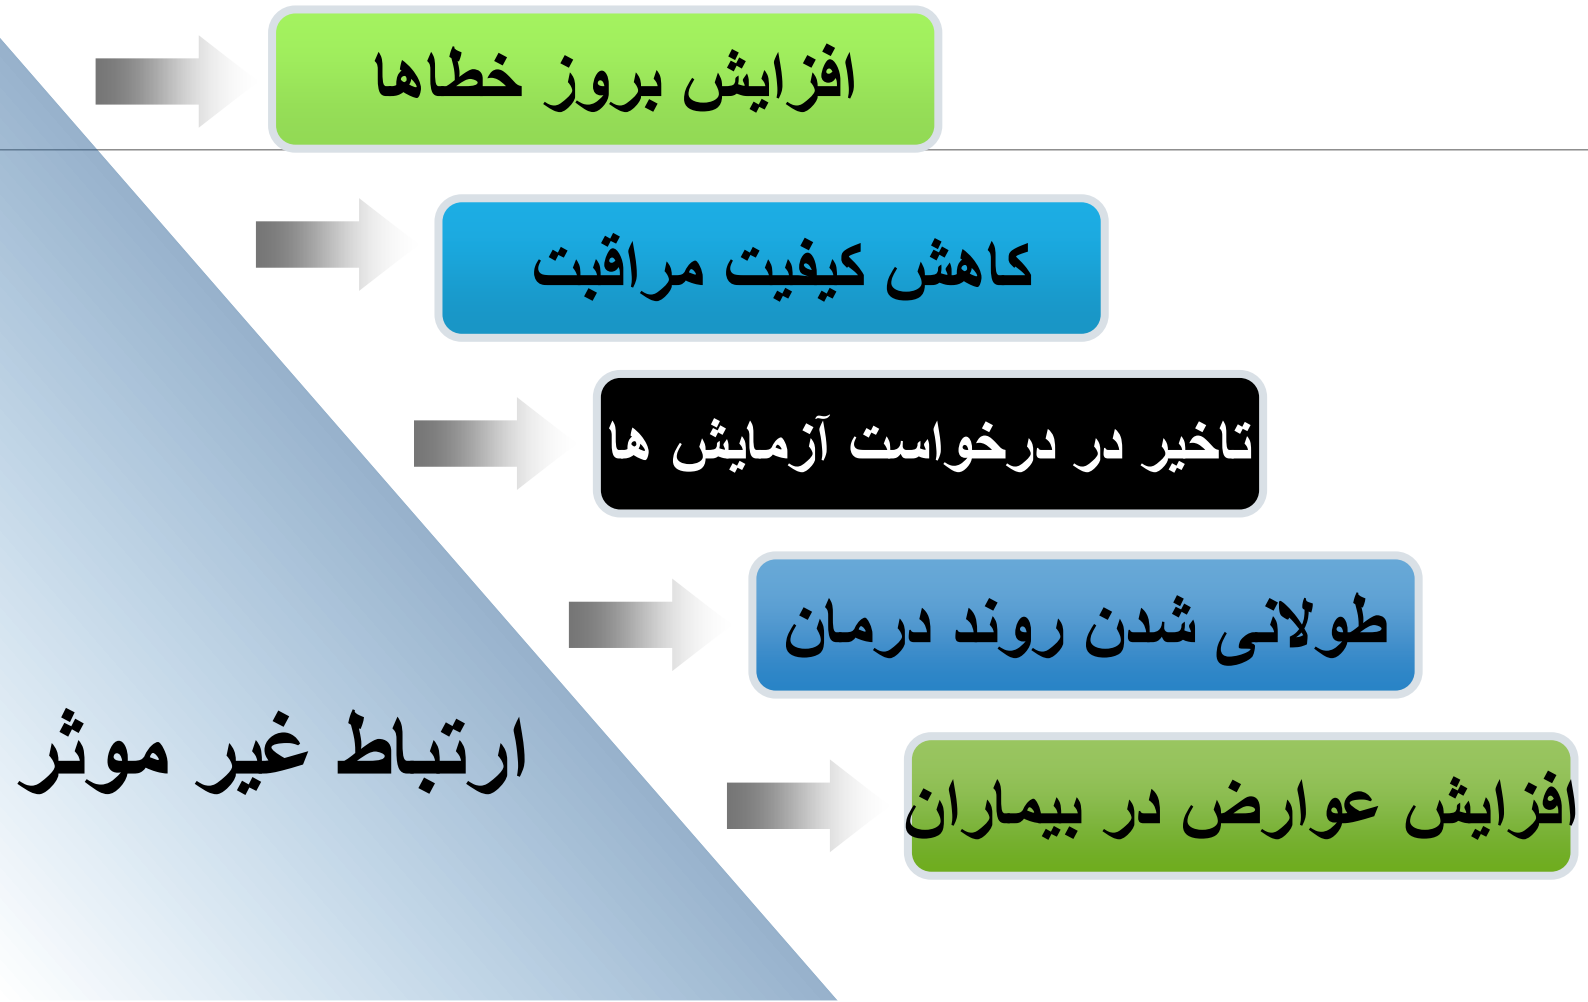 افزایش بروز خطاها
کاهش کیفیت مراقبت
تاخیر در درخواست آزمایش ها
طولانی شدن روند درمان
ارتباط غیر موثر
افزایش عوارض در بیماران